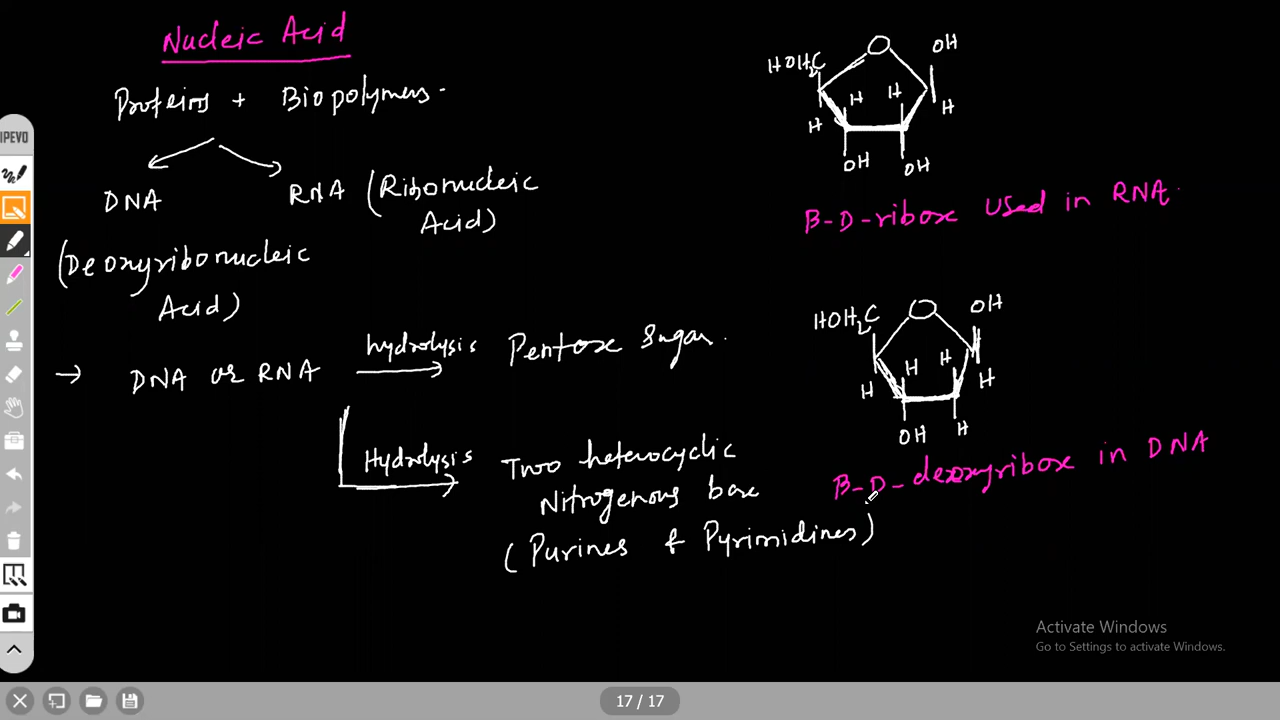 Nucleic Acid
Proteins + Biopolymers.
DNA
RNA (Ribonucleic
Acid)
(Deoxyribonucleic
Acid)
→ DNA or RNA hydrolysis → Pentose Sugar.
Hydrolysis → Two heterocyclic
Nitrogenous base
(Purines & Pyrimidines)
HOH₂C O OH
H H H H
OH OH
β-D-ribose used in RNA.
HOH₂C O OH
H H H H
OH H
β-D-deoxyribose in DNA
IPEVO
Activate Windows
Go to Settings to activate Windows.
17 / 17